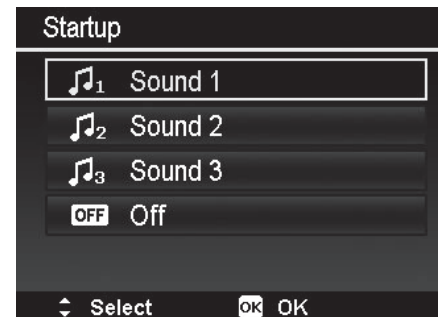 Startup
1 Sound 1
2 Sound 2
3 Sound 3
OFF Off
Select OK OK